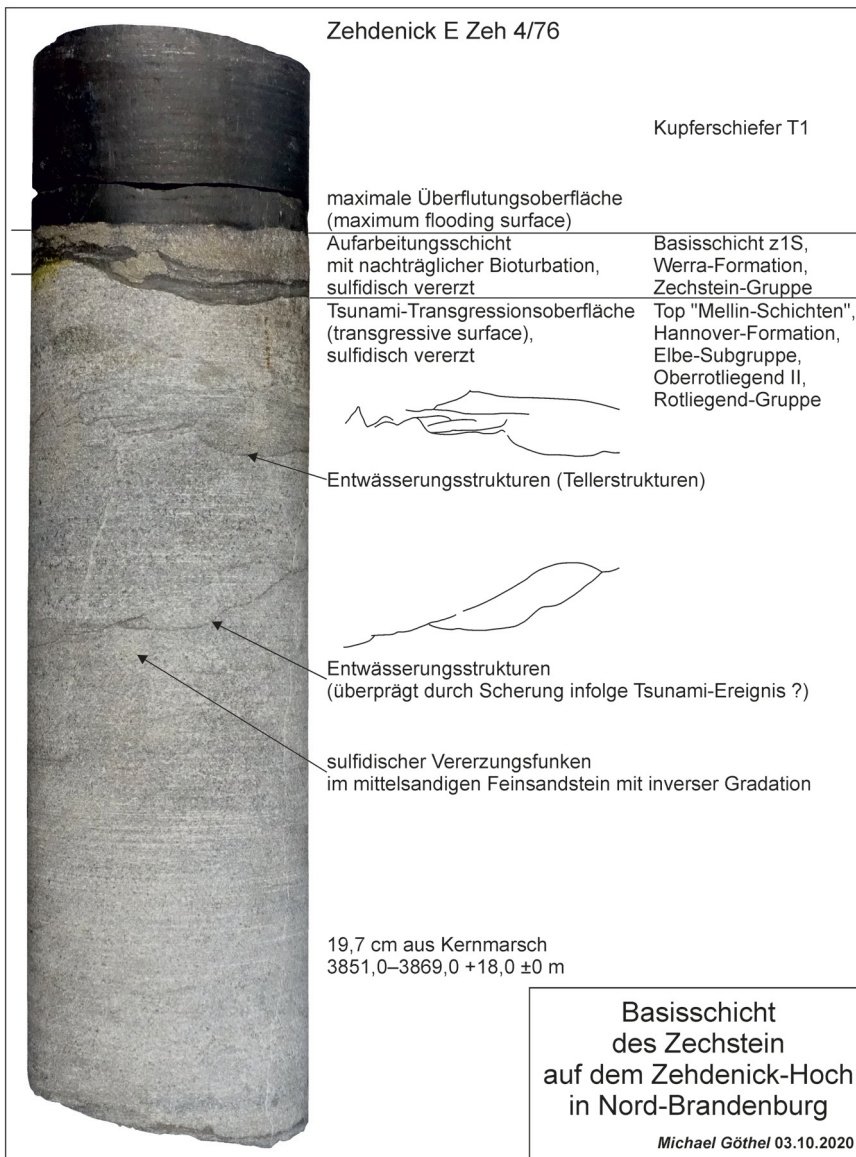 Zehdenick E Zeh 4/76
Kupferschiefer T1
maximale Überflutungsoberfläche
(maximum flooding surface)
Aufarbeitungsschicht
mit nachträglicher Bioturbation,
sulfidisch vererzt
Basisschicht z1S,
Werra-Formation,
Zechstein-Gruppe
Tsunami-Transgressionsoberfläche
(transgressive surface),
sulfidisch vererzt
Top "Mellin-Schichten",
Hannover-Formation,
Elbe-Subgruppe,
Oberrotliegend II,
Rotliegend-Gruppe
Entwässerungsstrukturen (Tellerstrukturen)
Entwässerungsstrukturen
(überprägt durch Scherung infolge Tsunami-Ereignis ?)
sulfidischer Vererzungsfunken
im mittelsandigen Feinsandstein mit inverser Gradation
19,7 cm aus Kernmarsch
3851,0–3869,0 +18,0 ±0 m
Basisschicht
des Zechstein
auf dem Zehdenick-Hoch
in Nord-Brandenburg
Michael Göthel 03.10.2020